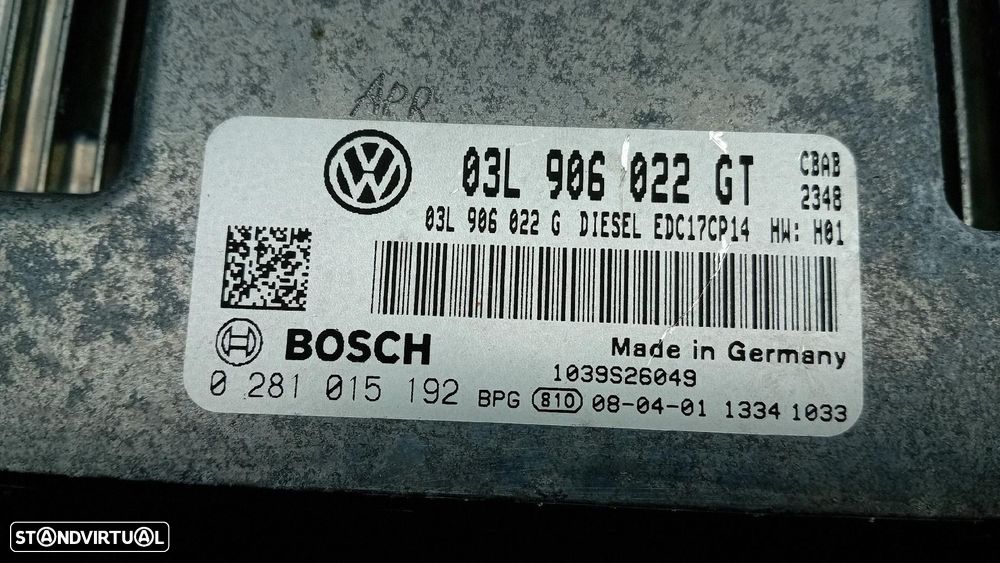 ARR
03L 906 022 GT CBAB
2348
03L 906 022 G DIESEL EDC17CP14 HW: H01
BOSCH
Made in Germany
1039S26049
0 281 015 192 BPG 810 08-04-01 1334 1033
STANDVIRTUAL